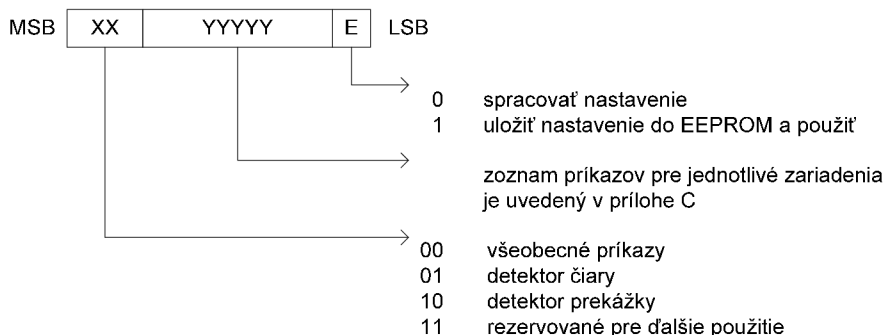 MSB XX YYYYY E LSB
0 spracovať nastavenie
1 uložiť nastavenie do EEPROM a použiť
zoznam príkazov pre jednotlivé zariadenia
je uvedený v prílohe C
00 všeobecné príkazy
01 detektor čiary
10 detektor prekážky
11 rezervované pre ďalšie použitie